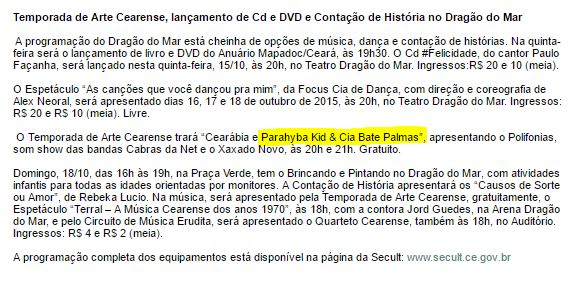 Temporada de Arte Cearense, lançamento de Cd e DVD e Contação de História no Dragão do Mar
A programação do Dragão do Mar está cheinha de opções de música, dança e contação de histórias. Na quinta-
feira será o lançamento de livro e DVD do Anuário Mapadoc/Ceará, às 19h30. O Cd #Felicidade, do cantor Paulo
Façanha, será lançado nesta quinta-feira, 15/10, às 20h, no Teatro Dragão do Mar. Ingressos:R$ 20 e 10 (meia).
O Espetáculo “As canções que você dançou pra mim”, da Focus Cia de Dança, com direção e coreografia de
Alex Neoral, será apresentado dias 16, 17 e 18 de outubro de 2015, às 20h, no Teatro Dragão do Mar. Ingressos:
R$ 20 e R$ 10 (meia). Livre.
O Temporada de Arte Cearense trará “Cearábia e Parahyba Kid & Cia Bate Palmas”, apresentando o Polifonias,
som show das bandas Cabras da Net e o Xaxado Novo, às 20h e 21h. Gratuito.
Domingo, 18/10, das 16h às 19h, na Praça Verde, tem o Brincando e Pintando no Dragão do Mar, com atividades
infantis para todas as idades orientadas por monitores. A Contação de História apresentará os “Causos de Sorte
ou Amor”, de Rebeka Lucio. Na música, será apresentado pela Temporada de Arte Cearense, gratuitamente, o
Espetáculo “Terral – A Música Cearense dos anos 1970”, às 18h, com a contora Jord Guedes, na Arena Dragão
do Mar, e pelo Circuito de Música Erudita, será apresentado o Quarteto Cearense, também às 18h, no Auditório.
Ingressos: R$ 4 e R$ 2 (meia).
A programação completa dos equipamentos está disponível na página da Secult: www.secult.ce.gov.br